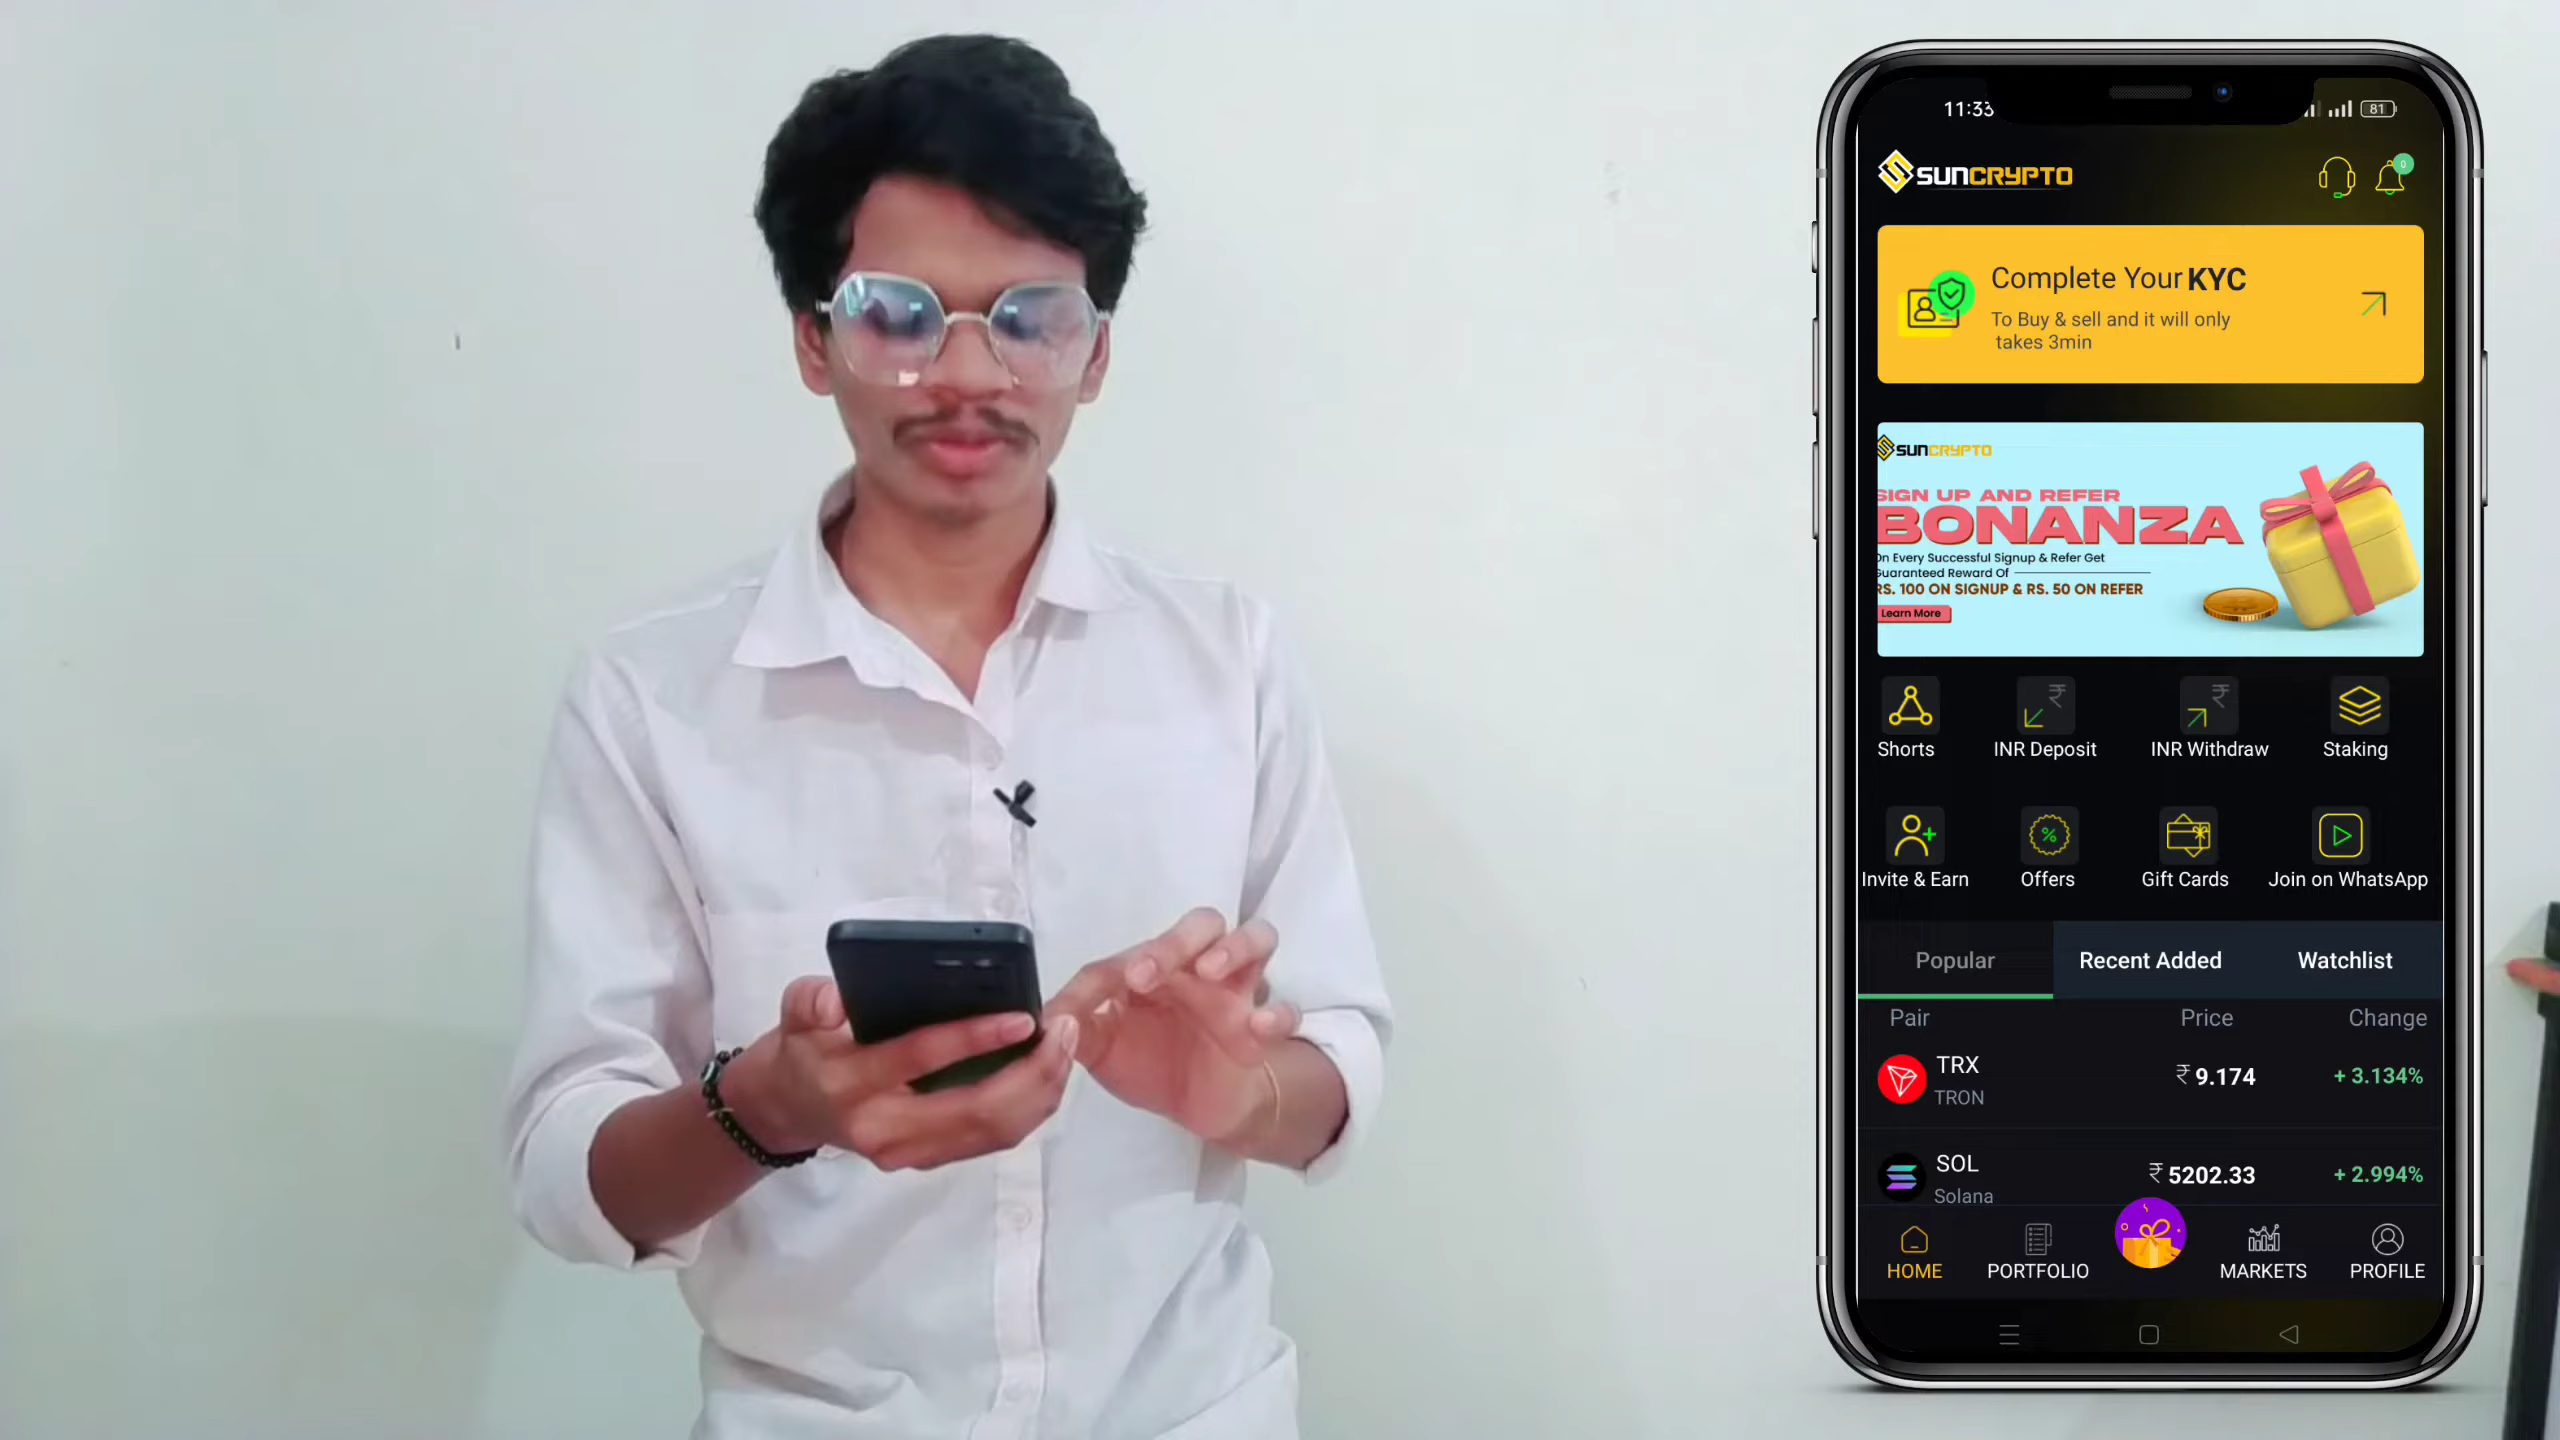 11:33
81
SUNCRYPTO
0
Complete Your KYC
To Buy & sell and it will only
takes 3min
SUNCRYPTO
SIGN UP AND REFER
BONANZA
On Every Successful Signup & Refer Get
Guaranteed Reward Of
RS. 100 ON SIGNUP & RS. 50 ON REFER
Learn More
Shorts
INR Deposit
INR Withdraw
Staking
Invite & Earn
Offers
Gift Cards
Join on WhatsApp
Popular
Recent Added
Watchlist
Pair
Price
Change
TRX
₹ 9.174
+ 3.134%
TRON
SOL
₹ 5202.33
+ 2.994%
Solana
HOME
PORTFOLIO
MARKETS
PROFILE